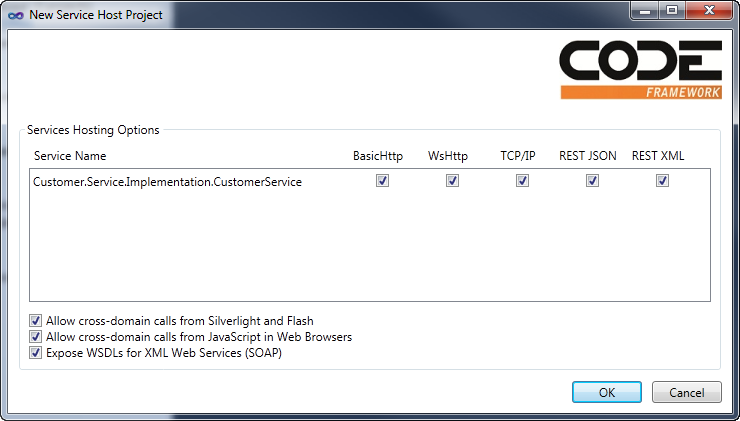 New Service Host Project
CODE
FRAMEWORK
Services Hosting Options
Service Name BasicHttp WsHttp TCP/IP REST JSON REST XML
Customer.Service.Implementation.CustomerService
Allow cross-domain calls from Silverlight and Flash
Allow cross-domain calls from JavaScript in Web Browsers
Expose WSDLs for XML Web Services (SOAP)
OK Cancel